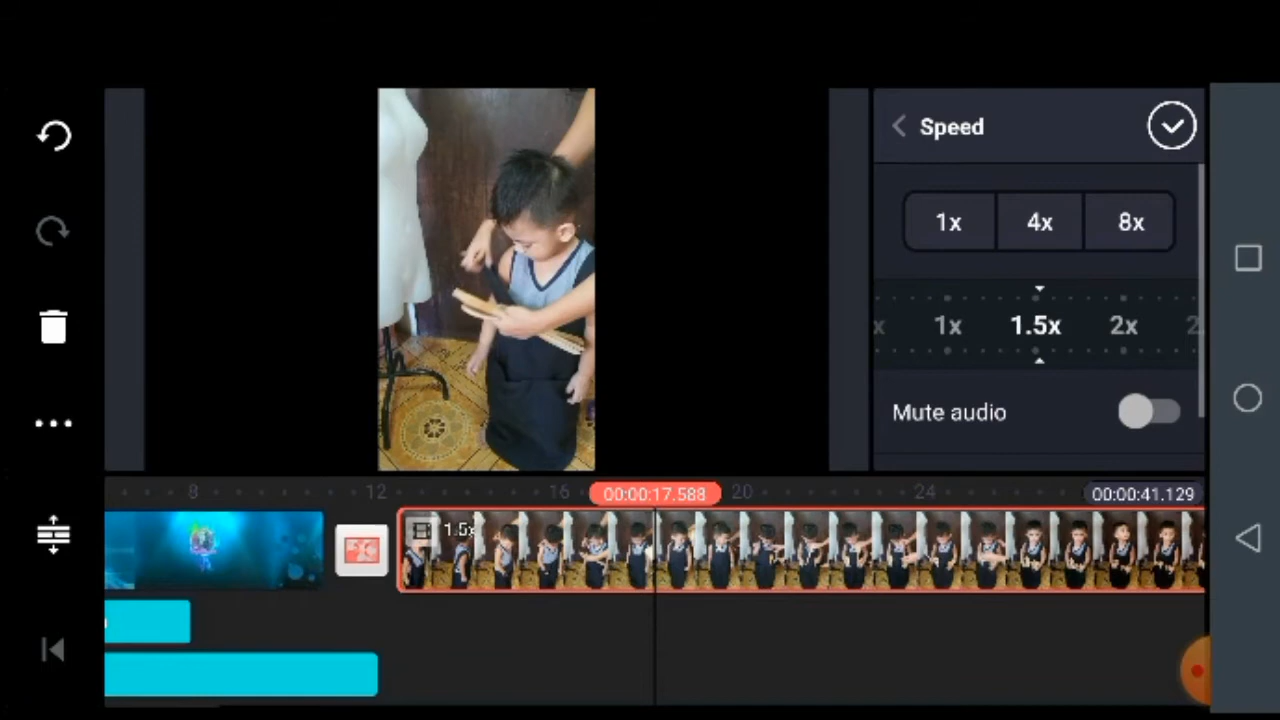 Speed
1x 4x 8x
x 1x 1.5x 2x 2
Mute audio
8 12 16 00:00:17.588 20 24 00:00:41.129
1.5x